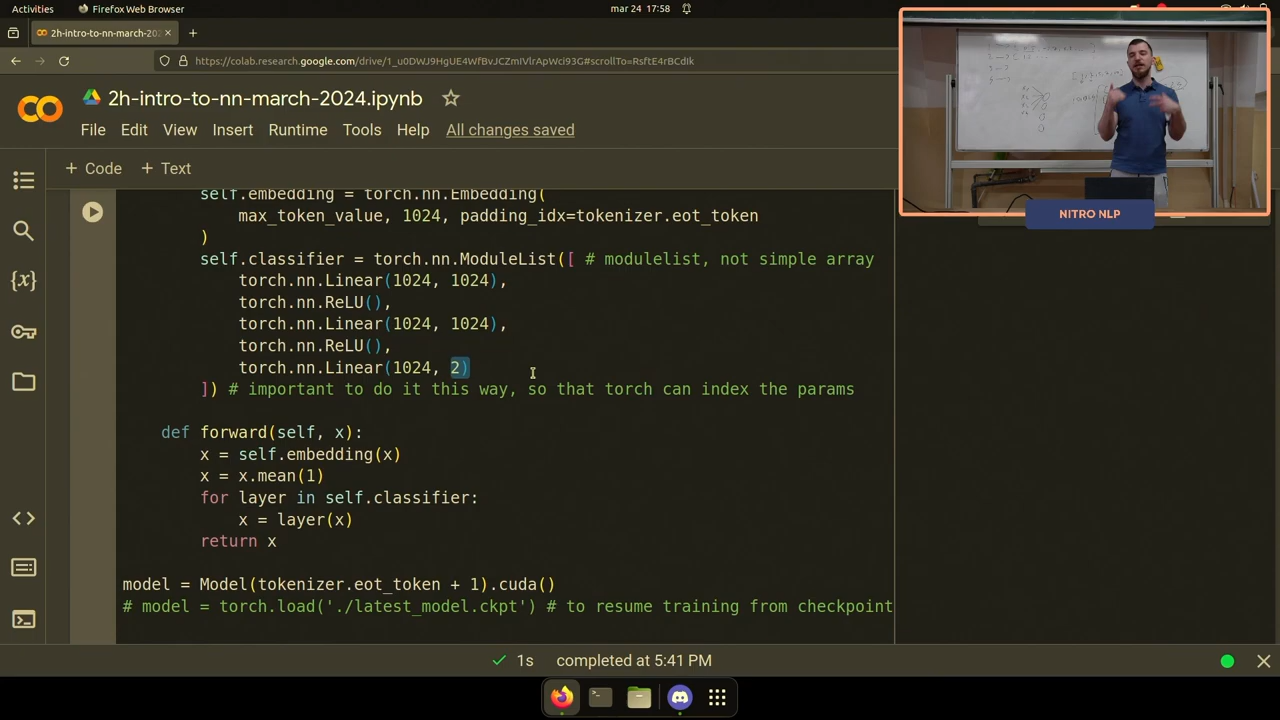 Activities
Firefox Web Browser
mar 24 17:58
2h-intro-to-nn-march-202
https://colab.research.google.com/drive/1_u0DWJ9HgUE4WfBvJCZmIVlrApWci93G#scrollTo=RsftE4rBCdIk
2h-intro-to-nn-march-2024.ipynb
File Edit View Insert Runtime Tools Help All changes saved
+ Code + Text
self.embedding = torch.nn.Embedding(
max_token_value, 1024, padding_idx=tokenizer.eot_token
)
self.classifier = torch.nn.ModuleList([ # modulelist, not simple array
torch.nn.Linear(1024, 1024),
torch.nn.ReLU(),
torch.nn.Linear(1024, 1024),
torch.nn.ReLU(),
torch.nn.Linear(1024, 2)
]) # important to do it this way, so that torch can index the params
def forward(self, x):
x = self.embedding(x)
x = x.mean(1)
for layer in self.classifier:
x = layer(x)
return x
model = Model(tokenizer.eot_token + 1).cuda()
# model = torch.load('./latest_model.ckpt') # to resume training from checkpoint
NITRO NLP
1s completed at 5:41 PM